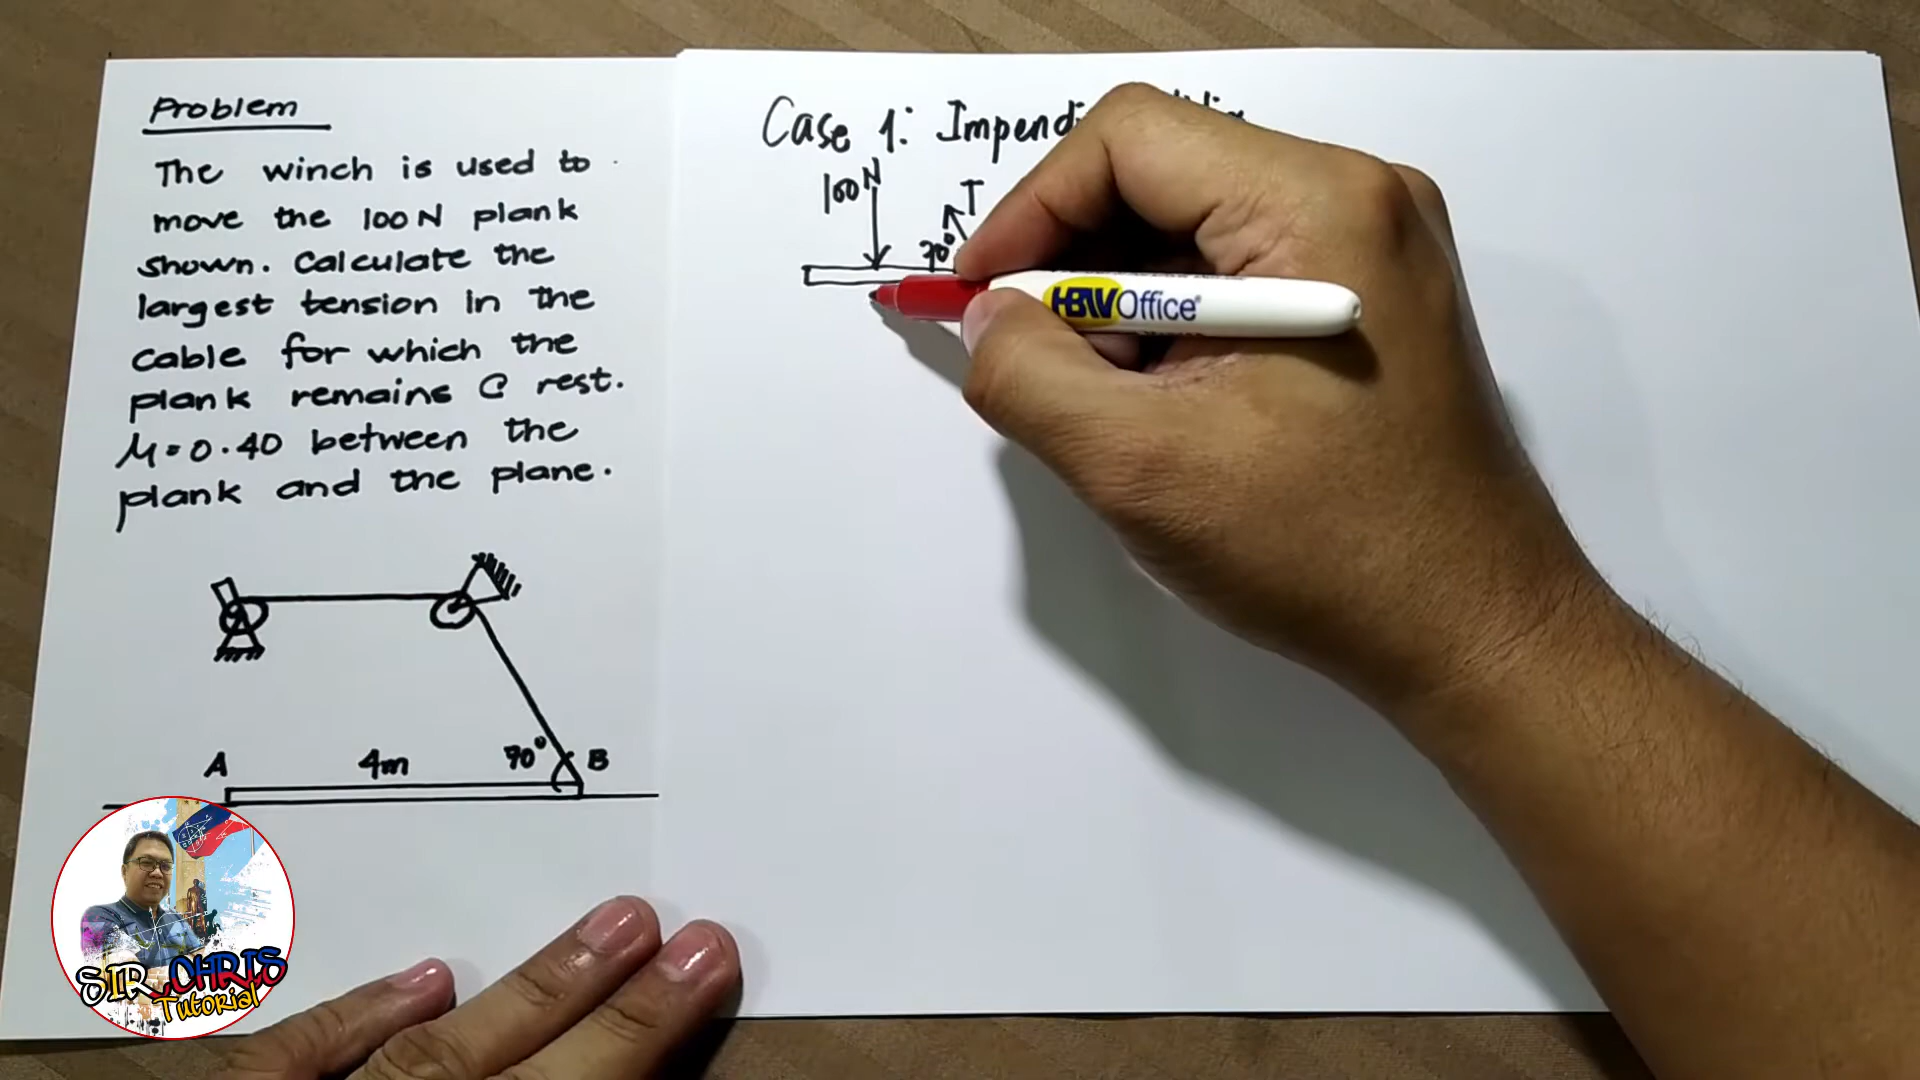 Problem
The winch is used to
move the 100N plank
shown. Calculate the
largest tension in the
cable for which the
plank remains @ rest.
μ=0.40 between the
plank and the plane.
A
4m
70°
B
Case 1:
100N
T
70°
HBW Office
SIR CHRIS
Tutorial